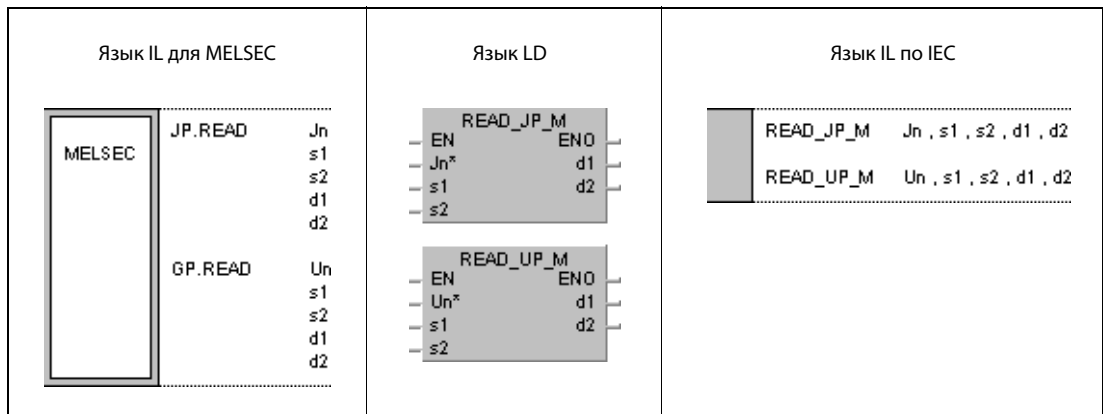 Язык IL для MELSEC
MELSEC
JP.READ Jn
s1
s2
d1
d2
GP.READ Un
s1
s2
d1
d2
Язык LD
READ_JP_M
EN ENO
Jn* d1
s1 d2
s2
READ_UP_M
EN ENO
Un* d1
s1 d2
s2
Язык IL по IEC
READ_JP_M Jn , s1 , s2 , d1 , d2
READ_UP_M Un , s1 , s2 , d1 , d2